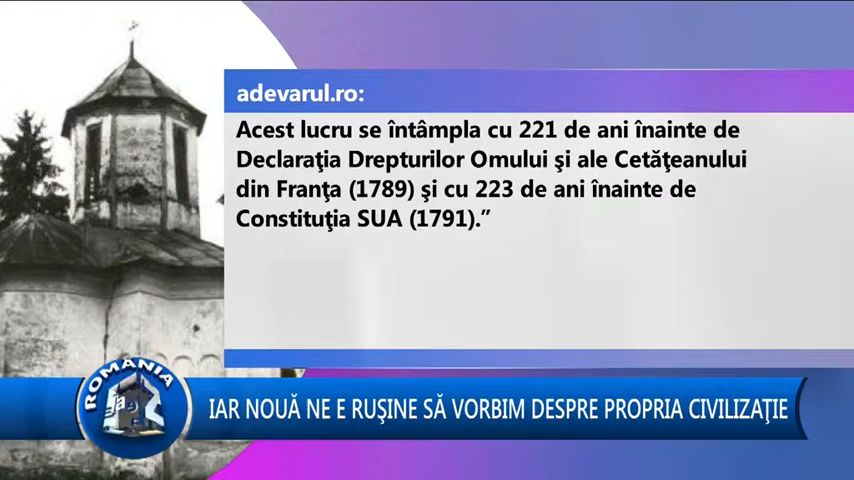 adevarul.ro:
Acest lucru se întâmpla cu 221 de ani înainte de
Declaraţia Drepturilor Omului şi ale Cetăţeanului
din Franţa (1789) şi cu 223 de ani înainte de
Constituţia SUA (1791).”
ROMANIA
IAR NOUĂ NE E RUŞINE SĂ VORBIM DESPRE PROPRIA CIVILIZAŢIE